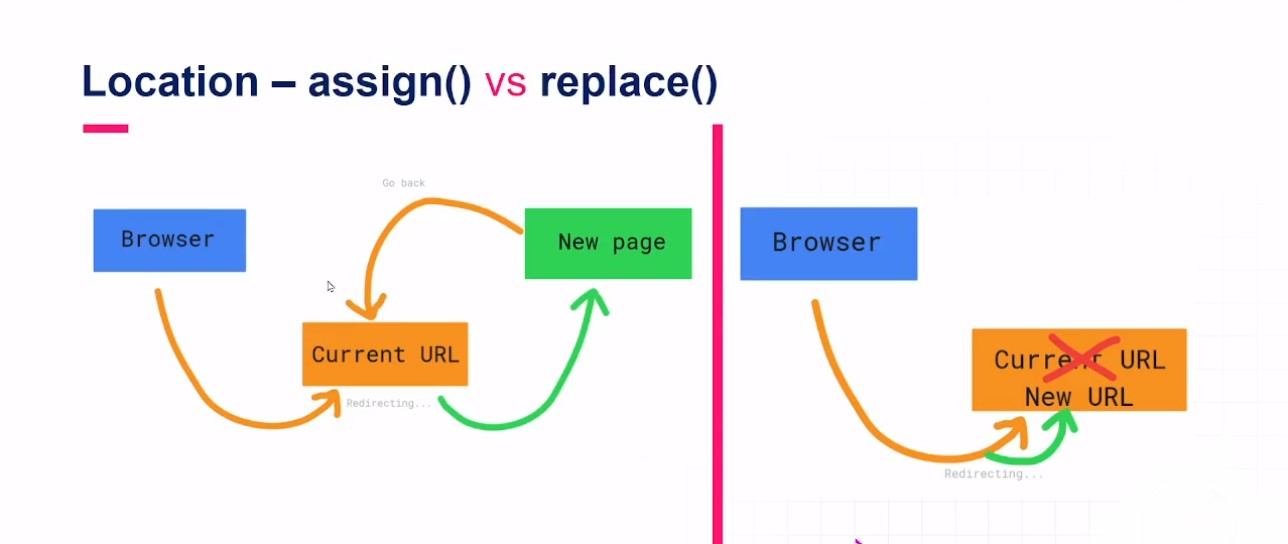 Location – assign() vs replace()
Go back
Browser
New page
Current URL
Redirecting...
Browser
Current URL
New URL
Redirecting...